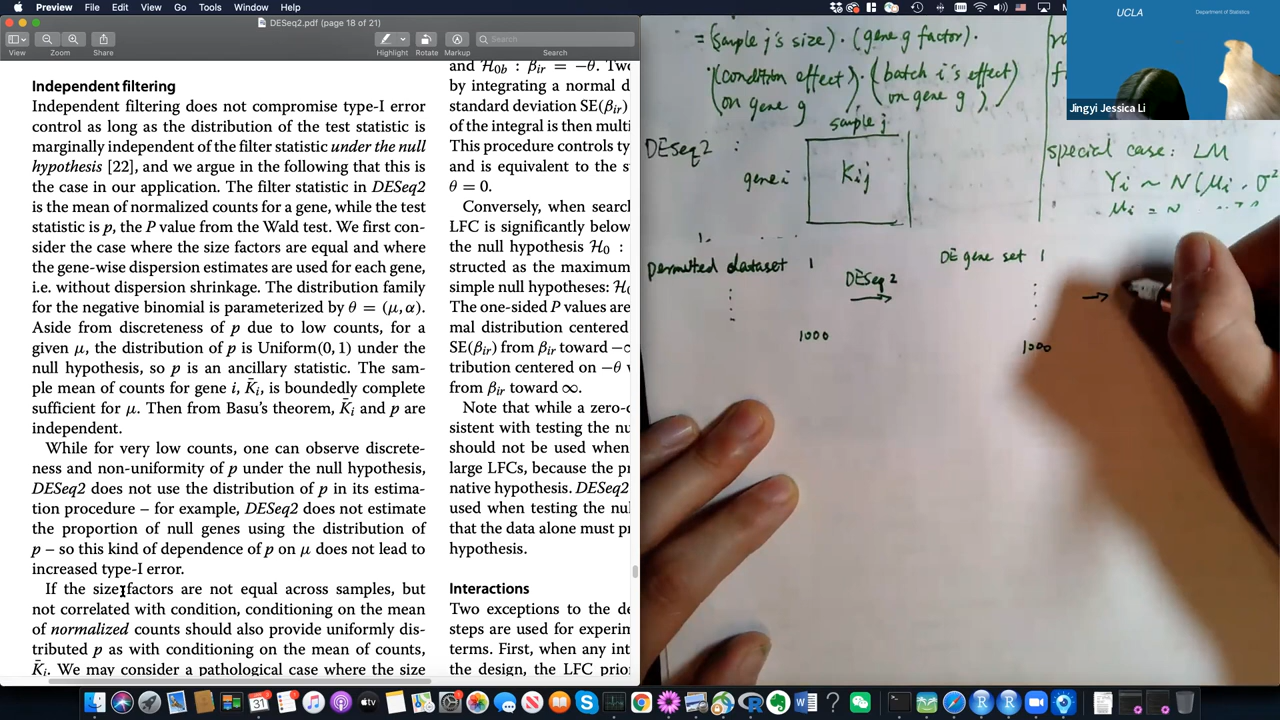 Preview File Edit View Go Tools Window Help
DESeq2.pdf (page 18 of 21)
View Zoom Share Highlight Rotate Markup Search
Search
Independent filtering
Independent filtering does not compromise type-I error
control as long as the distribution of the test statistic is
marginally independent of the filter statistic under the null
hypothesis [22], and we argue in the following that this is
the case in our application. The filter statistic in DESeq2
is the mean of normalized counts for a gene, while the test
statistic is p, the P value from the Wald test. We first con-
sider the case where the size factors are equal and where
the gene-wise dispersion estimates are used for each gene,
i.e. without dispersion shrinkage. The distribution family
for the negative binomial is parameterized by θ = (μ, α).
Aside from discreteness of p due to low counts, for a
given μ, the distribution of p is Uniform(0, 1) under the
null hypothesis, so p is an ancillary statistic. The sam-
ple mean of counts for gene i, K̄i, is boundedly complete
sufficient for μ. Then from Basu's theorem, K̄i and p are
independent.
While for very low counts, one can observe discrete-
ness and non-uniformity of p under the null hypothesis,
DESeq2 does not use the distribution of p in its estima-
tion procedure – for example, DESeq2 does not estimate
the proportion of null genes using the distribution of
p – so this kind of dependence of p on μ does not lead to
increased type-I error.
If the size factors are not equal across samples, but
not correlated with condition, conditioning on the mean
of normalized counts should also provide uniformly dis-
tributed p as with conditioning on the mean of counts,
K̄i. We may consider a pathological case where the size
and H0b : βir = −θ. Two
by integrating a normal d
standard deviation SE(βir)
of the integral is then multi
This procedure controls ty
and is equivalent to the s
θ = 0.
Conversely, when searc
LFC is significantly below
the null hypothesis H0 :
structed as the maximum
simple null hypotheses: H0
The one-sided P values are
mal distribution centered
SE(βir) from βir toward −∞
tribution centered on −θ
from βir toward ∞.
Note that while a zero-c
sistent with testing the nu
should not be used when
large LFCs, because the pr
native hypothesis. DESeq2
used when testing the nul
that the data alone must pr
hypothesis.
Interactions
Two exceptions to the de
steps are used for experim
terms. First, when any int
the design, the LFC prior
= (sample j's size) · (gene g factor) ·
· (condition effect on gene g) · (batch i's effect on gene g)
sample j
DESeq2 :
gene i
Kij
special case: LM
Yi ~ N(μi, σ²
permuted dataset 1
1000
DESeq2
DE gene set 1
1000
UCLA
Department of Statistics
Jingyi Jessica Li
31